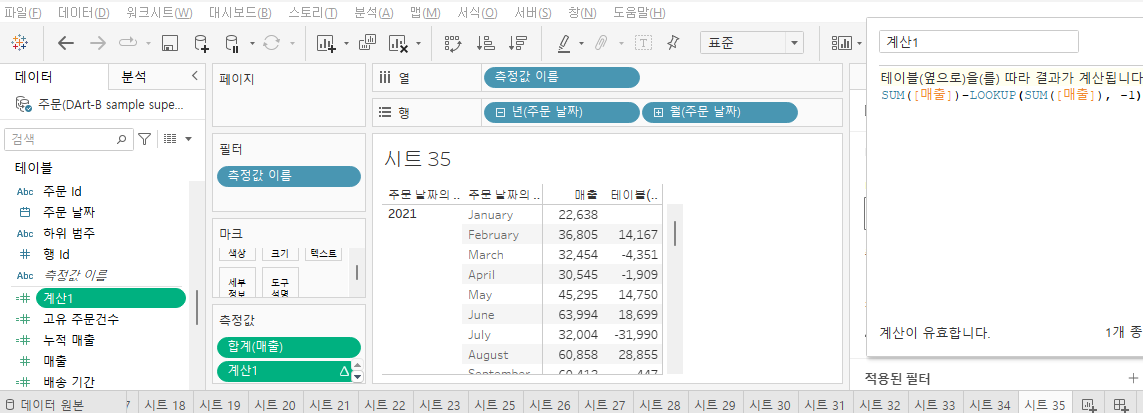 파일(F) 데이터(D) 워크시트(W) 대시보드(B) 스토리(T) 분석(A) 맵(M) 서식(O) 서버(S) 창(N) 도움말(H)
표준
데이터 분석
주문(DArt-B sample supe...
검색
테이블
Abc 주문 Id
주문 날짜
Abc 하위 범주
# 행 Id
Abc 측정값 이름
=# 계산1
=# 고유 주문건수
=# 누적 매출
# 매출
=# 배송 기간
페이지
필터
측정값 이름
마크
색상 크기 텍스트
세부 정보
도구 설명
측정값
합계(매출)
계산1 △
iii 열 측정값 이름
행 년(주문 날짜) 월(주문 날짜)
시트 35
주문 날짜의 .. 주문 날짜의 .. 매출 테이블(..
2021 January 22,638
February 36,805 14,167
March 32,454 -4,351
April 30,545 -1,909
May 45,295 14,750
June 63,994 18,699
July 32,004 -31,990
August 60,858 28,855
계산1
테이블(옆으로)을(를) 따라 결과가 계산됩니다
SUM([매출])-LOOKUP(SUM([매출]), -1)
계산이 유효합니다. 1개 종
적용된 필터
데이터 원본 7 시트 18 시트 19 시트 20 시트 21 시트 22 시트 23 시트 24 시트 25 시트 26 시트 27 시트 28 시트 29 시트 30 시트 31 시트 32 시트 33 시트 34 시트 35